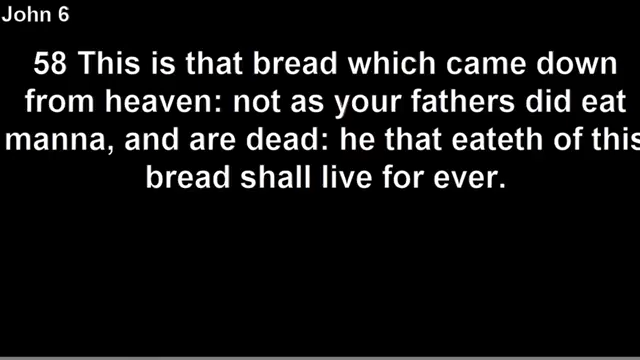 John 6
58 This is that bread which came down
from heaven: not as your fathers did eat
manna, and are dead: he that eateth of this
bread shall live for ever.